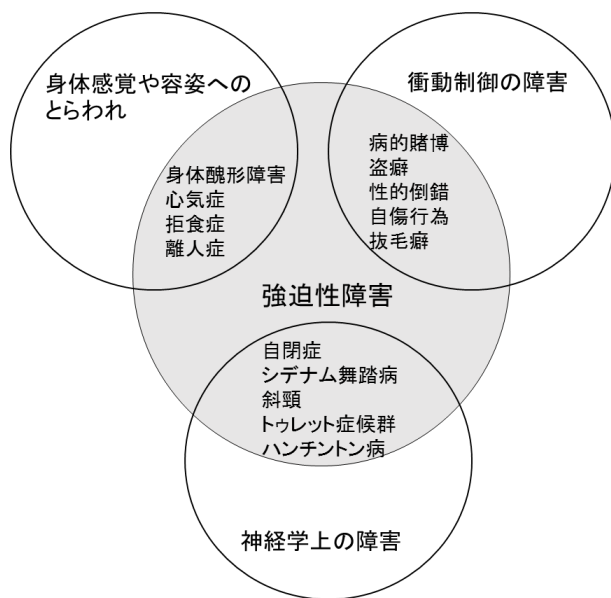 身体感覚や容姿への
とらわれ
身体醜形障害
心気症
拒食症
離人症
衝動制御の障害
病的賭博
盗癖
性的倒錯
自傷行為
抜毛癖
強迫性障害
自閉症
シデナム舞踏病
斜頸
トゥレット症候群
ハンチントン病
神経学上の障害